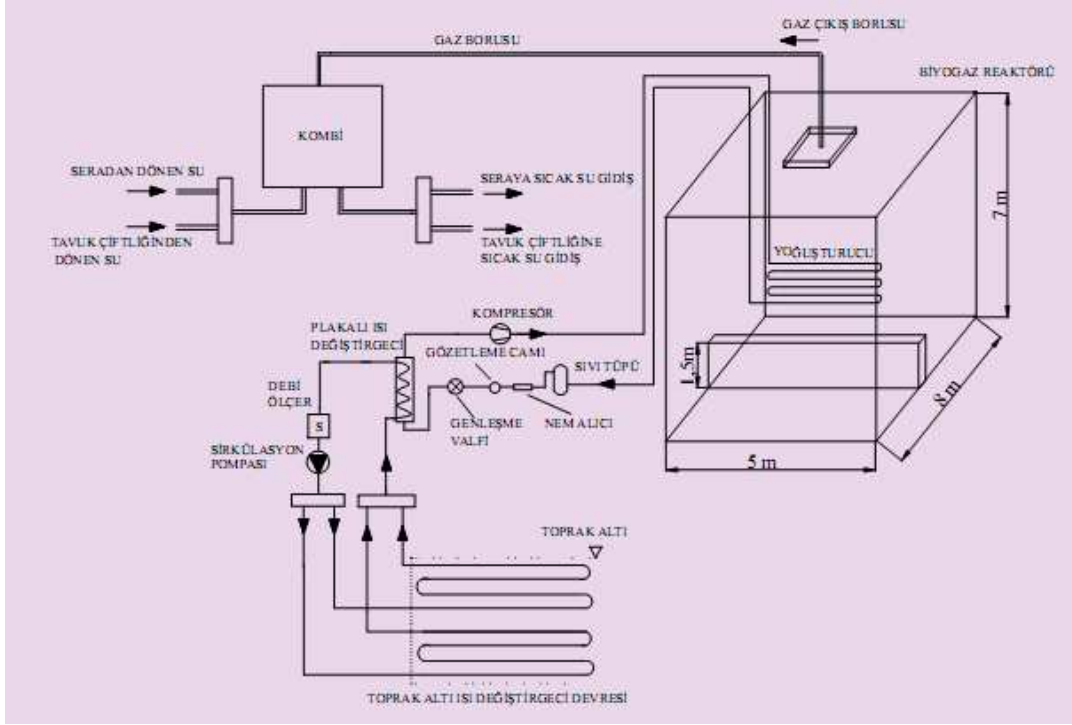 GAZ BORUSU
GAZ ÇIKIŞ BORUSU
BİYOGAZ REAKTÖRÜ
KOMBİ
SERADAN DÖNEN SU
SERAYA SICAK SU GİDİŞ
TAVUK ÇİFTLİĞİNDEN
DÖNEN SU
TAVUK ÇİFTLİĞİNE
SICAK SU GİDİŞ
7 m
YOĞUŞTURUCU
KOMPRESÖR
PLAKALI ISI
DEĞİŞTİRGECİ
GÖZETLEME CAMI
SIVI TÜPÜ
1,5m
8 m
DEBİ
ÖLÇER
S
GENLEŞME
VALFİ
NEM ALICI
SİRKÜLASYON
POMPASI
5 m
TOPRAK ALTI
TOPRAK ALTI ISI DEĞİŞTİRGECİ DEVRESİ